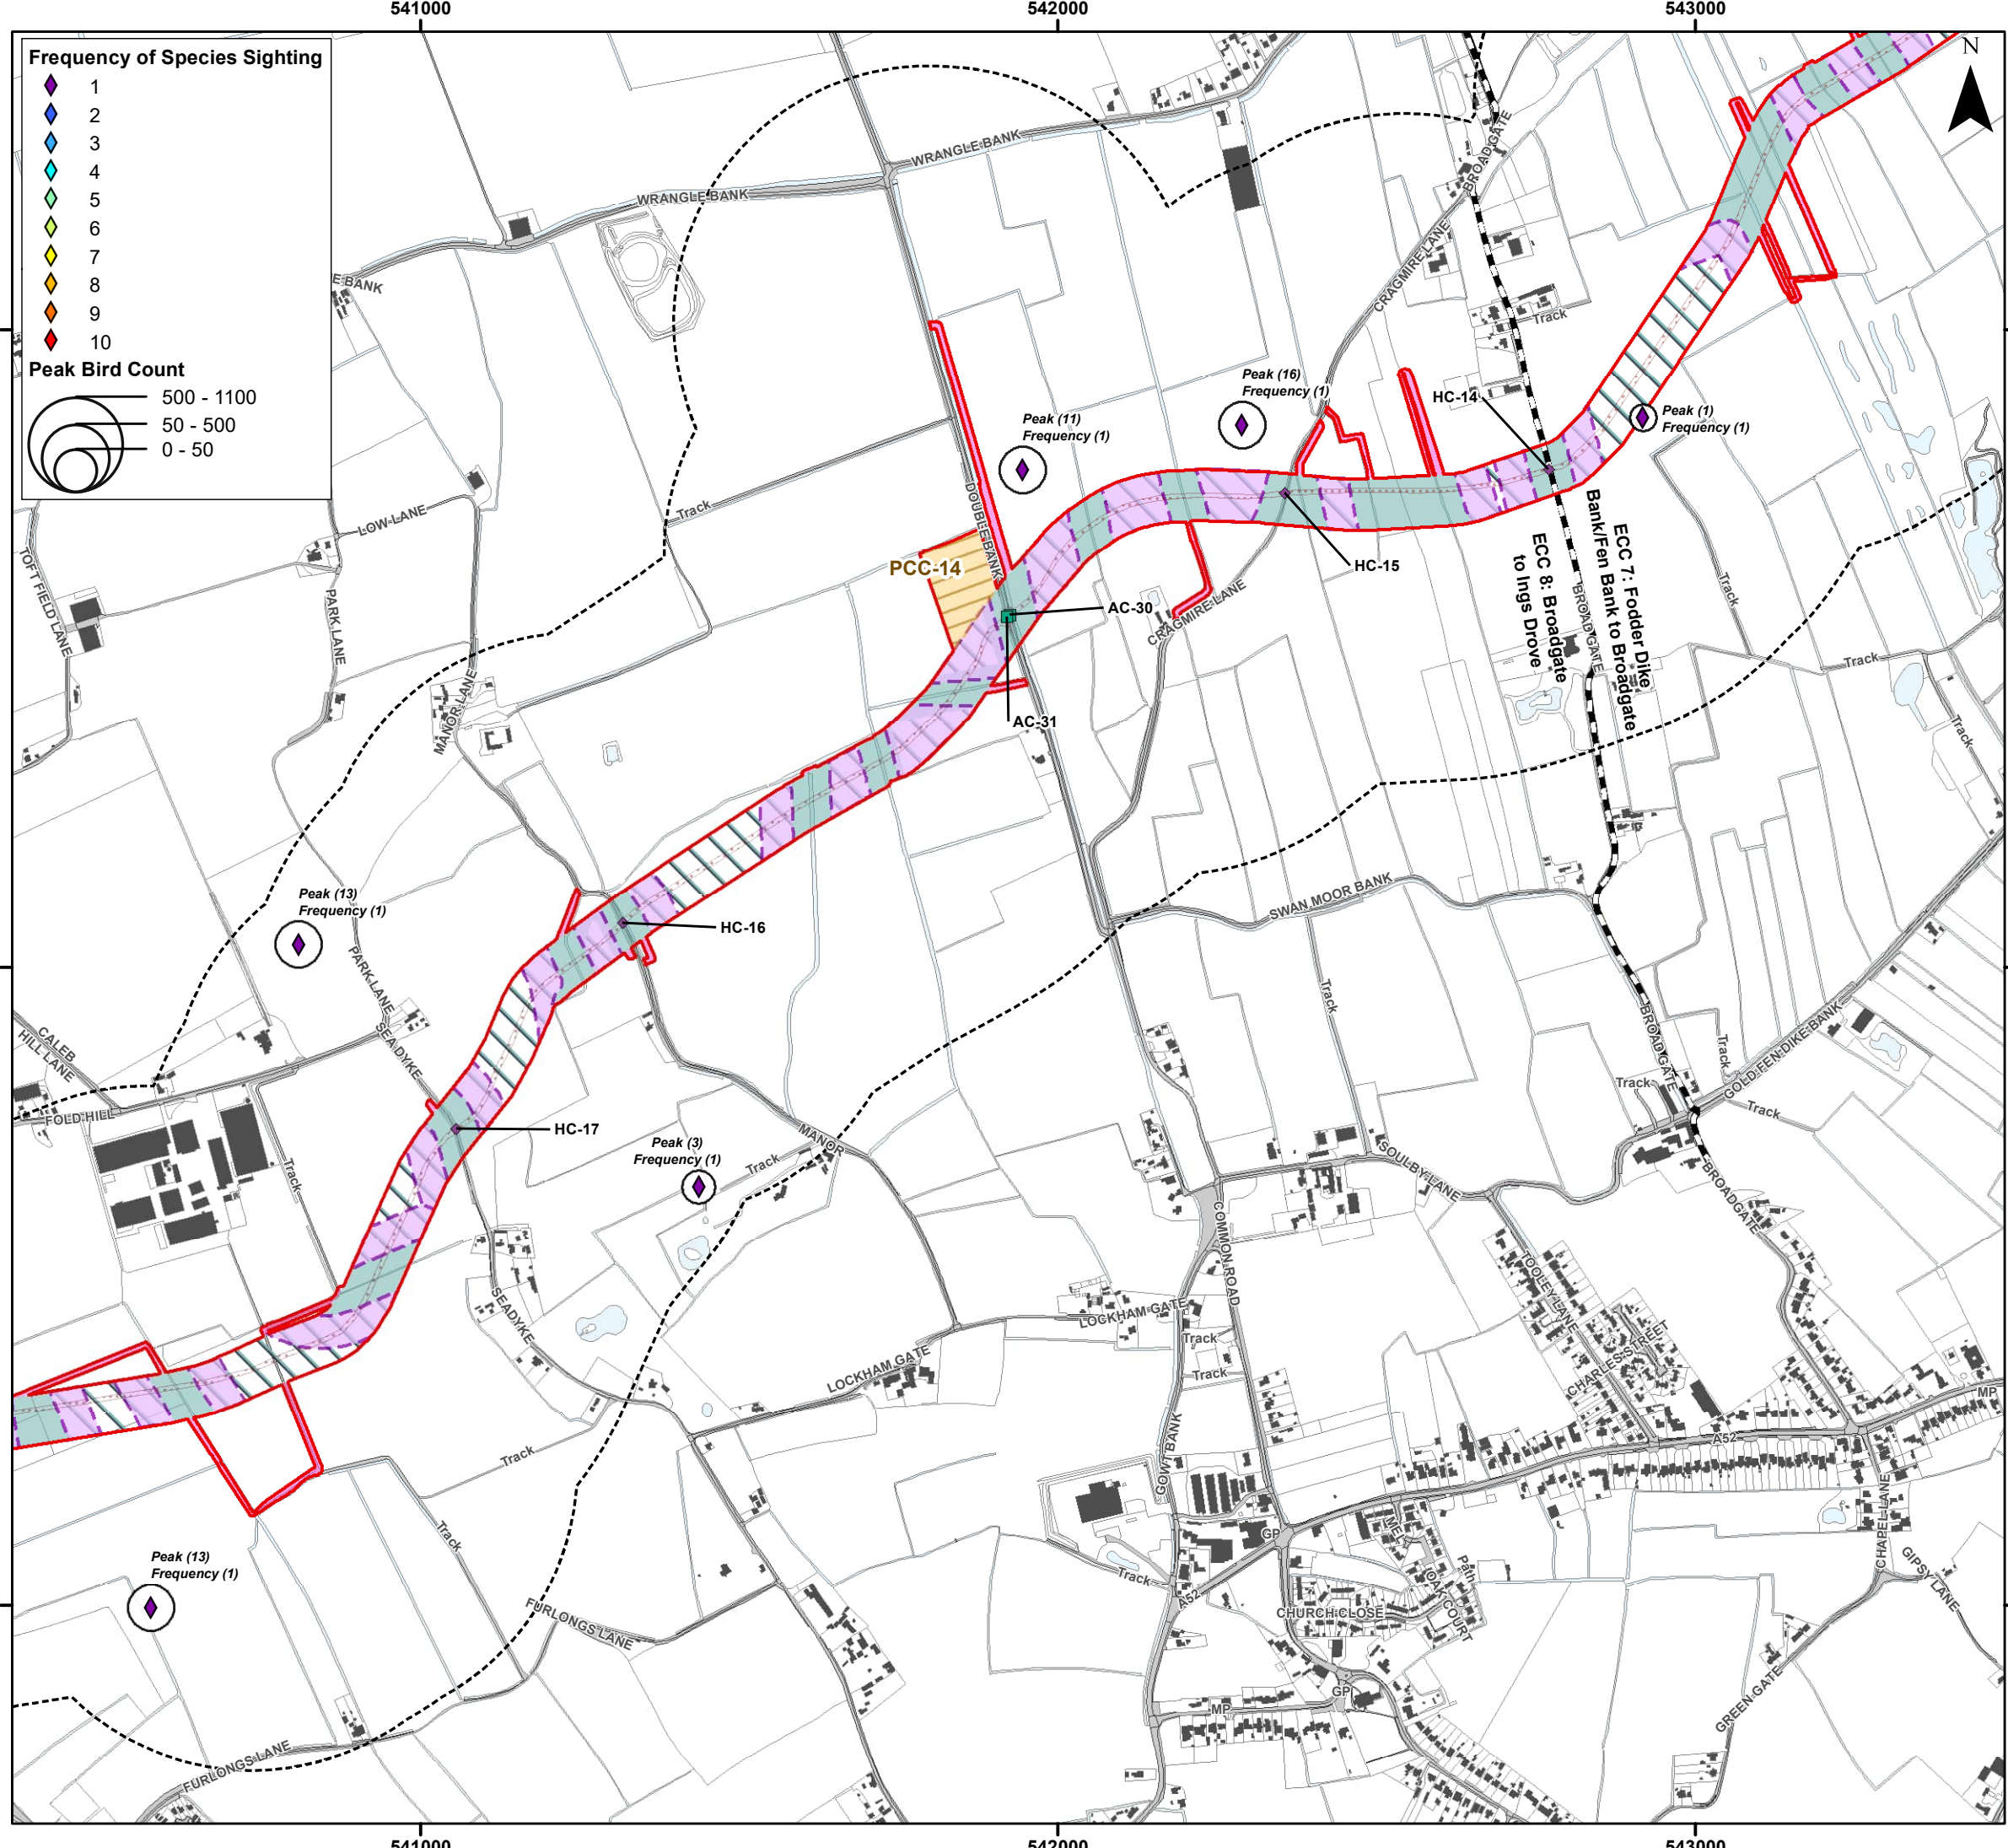 541000
542000
543000
N
Frequency of Species Sighting
1
2
3
4
5
6
7
8
9
10
Peak Bird Count
500 - 1100
50 - 500
0 - 50
WRANGLE BANK
WRANGLE BANK
E BANK
BROADGATE
CRAGMIRE LANE
Track
Peak (16)
Frequency (1)
HC-14
Peak (1)
Frequency (1)
Peak (11)
Frequency (1)
DOUBLE BANK
Track
LOW LANE
TOFT FIELD LANE
PARK LANE
PCC-14
HC-15
AC-30
CRAGMIRE LANE
ECC 8: Broadgate
to Ings Drove
BROADGATE
ECC 7: Fodder Dike
Bank/Fen Bank to Broadgate
Track
Track
Track
MANOR LANE
AC-31
Peak (13)
Frequency (1)
HC-16
SWAN MOOR BANK
PARK LANE
SEA DYKE
CALEB
HILL LANE
FOLD HILL
Track
Track
BROADGATE
Track
GOLD FEN DIKE BANK
Track
Track
HC-17
Peak (3)
Frequency (1)
Track
MANOR
SOULBY LANE
BROADGATE
COMMON ROAD
TOOLEY LANE
SEADYKE
LOCKHAM GATE
Track
Track
LOCKHAM GATE
CHARLES STREET
MP
A52
GOWT BANK
Track
Track
CHAPEL LANE
GP
Path
OAK COURT
GIPSY LANE
Track
A52
CHURCH CLOSE
Peak (13)
Frequency (1)
FURLONGS LANE
GP
MP
GREEN GATE
FURLONGS LANE
541000
542000
543000